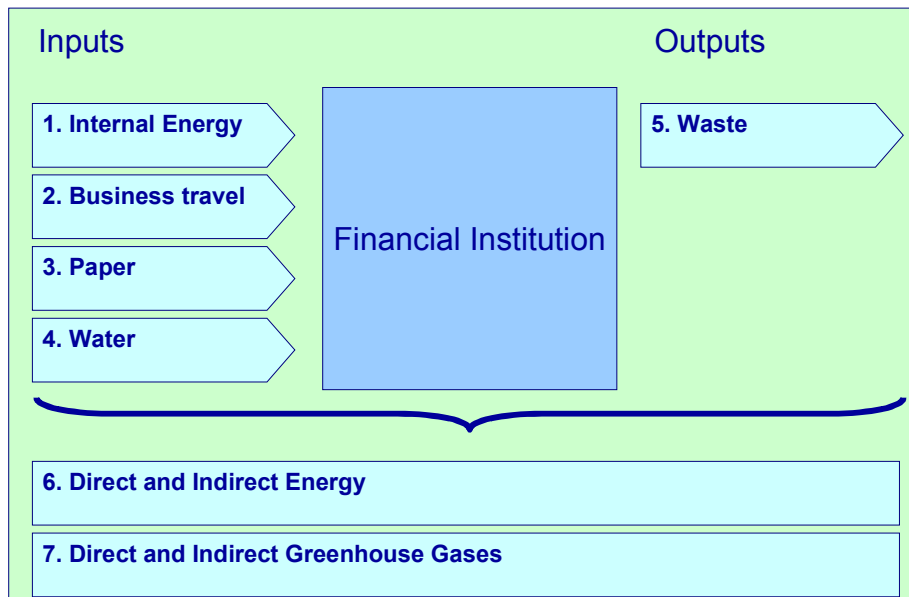 Inputs
Outputs
1. Internal Energy
2. Business travel
3. Paper
4. Water
Financial Institution
5. Waste
6. Direct and Indirect Energy
7. Direct and Indirect Greenhouse Gases